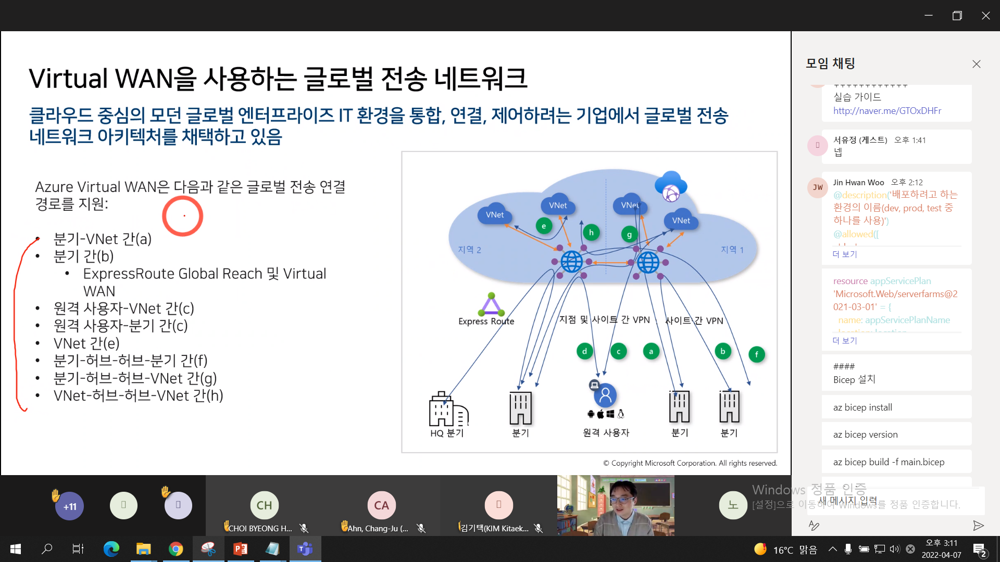 Virtual WAN을 사용하는 글로벌 전송 네트워크
클라우드 중심의 모던 글로벌 엔터프라이즈 IT 환경을 통합, 연결, 제어하려는 기업에서 글로벌 전송
네트워크 아키텍처를 채택하고 있음
Azure Virtual WAN은 다음과 같은 글로벌 전송 연결
경로를 지원:
• 분기-VNet 간(a)
• 분기 간(b)
• ExpressRoute Global Reach 및 Virtual
WAN
• 원격 사용자-VNet 간(c)
• 원격 사용자-분기 간(c)
• VNet 간(e)
• 분기-허브-허브-분기 간(f)
• 분기-허브-허브-VNet 간(g)
• VNet-허브-허브-VNet 간(h)
VNet
VNet
VNet
VNet
e
h
g
지역 2
지역 1
Express Route
지점 및 사이트 간 VPN
사이트 간 VPN
d
c
a
b
f
HQ 분기
분기
원격 사용자
분기
분기
© Copyright Microsoft Corporation. All rights reserved.
모임 채팅
실습 가이드
http://naver.me/GTOxDHFr
서유정 (게스트) 오후 1:41
넵
JW
Jin Hwan Woo 오후 2:12
@description('배포하려고 하는
환경의 이름(dev, prod, test 중
하나를 사용)')
@allowed([
더 보기
resource appServicePlan
'Microsoft.Web/serverfarms@2
021-03-01' = {
name: appServicePlanName
더 보기
####
Bicep 설치
az bicep install
az bicep version
az bicep build -f main.bicep
새 메시지 입력
Windows 정품 인증
[설정]으로 이동하여 Windows를 정품 인증합니다.
+11
CH
CHOI BYEONG H...
CA
Ahn, Chang-Ju (...
김기택(KIM Kitaek...
노
16°C 맑음
오후 3:11
2022-04-07
2